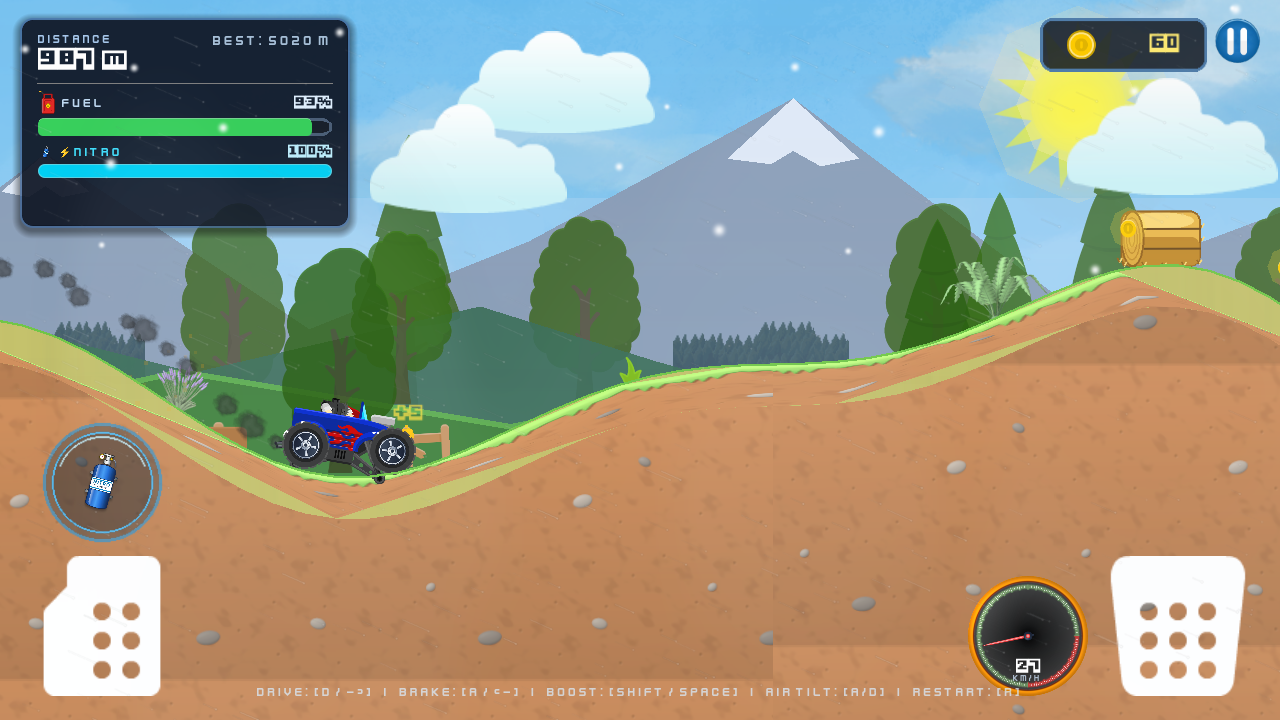 DISTANCE
987 m
BEST: 5020 m
FUEL
93%
⚡NITRO
100%
60
+5
27
KM/H
DRIVE: [D / ->] | BRAKE: [A / <-] | BOOST: [SHIFT / SPACE] | AIR TILT: [A/D] | RESTART: [R]